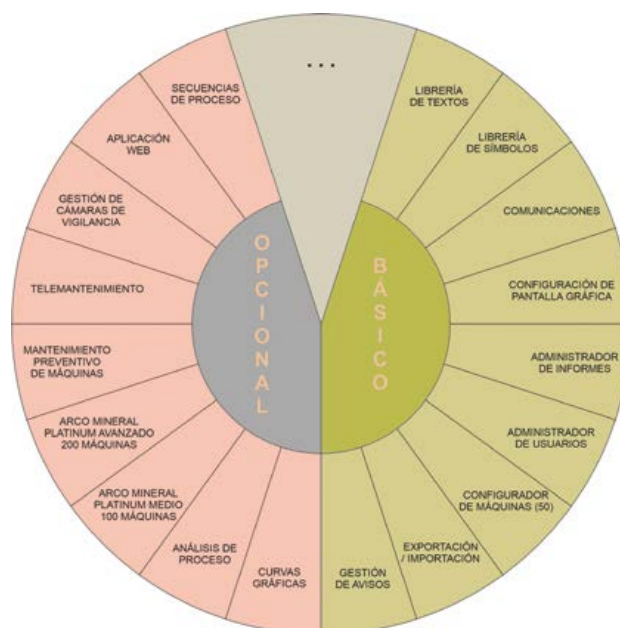 ...
LIBRERÍA
DE TEXTOS
LIBRERÍA
DE SÍMBOLOS
COMUNICACIONES
CONFIGURACIÓN DE
PANTALLA GRÁFICA
ADMINISTRADOR
DE INFORMES
ADMINISTRADOR
DE USUARIOS
CONFIGURADOR
DE MÁQUINAS (50)
EXPORTACIÓN
/ IMPORTACIÓN
GESTIÓN
DE AVISOS
CURVAS
GRÁFICAS
ANÁLISIS DE
PROCESO
ARCO MINERAL
PLATINUM MEDIO
100 MÁQUINAS
ARCO MINERAL
PLATINUM AVANZADO
200 MÁQUINAS
MANTENIMIENTO
PREVENTIVO
DE MÁQUINAS
TELEMANTENIMIENTO
GESTIÓN DE
CÁMARAS DE
VIGILANCIA
APLICACIÓN
WEB
SECUENCIAS
DE PROCESO
OPCIONAL
BÁSICO